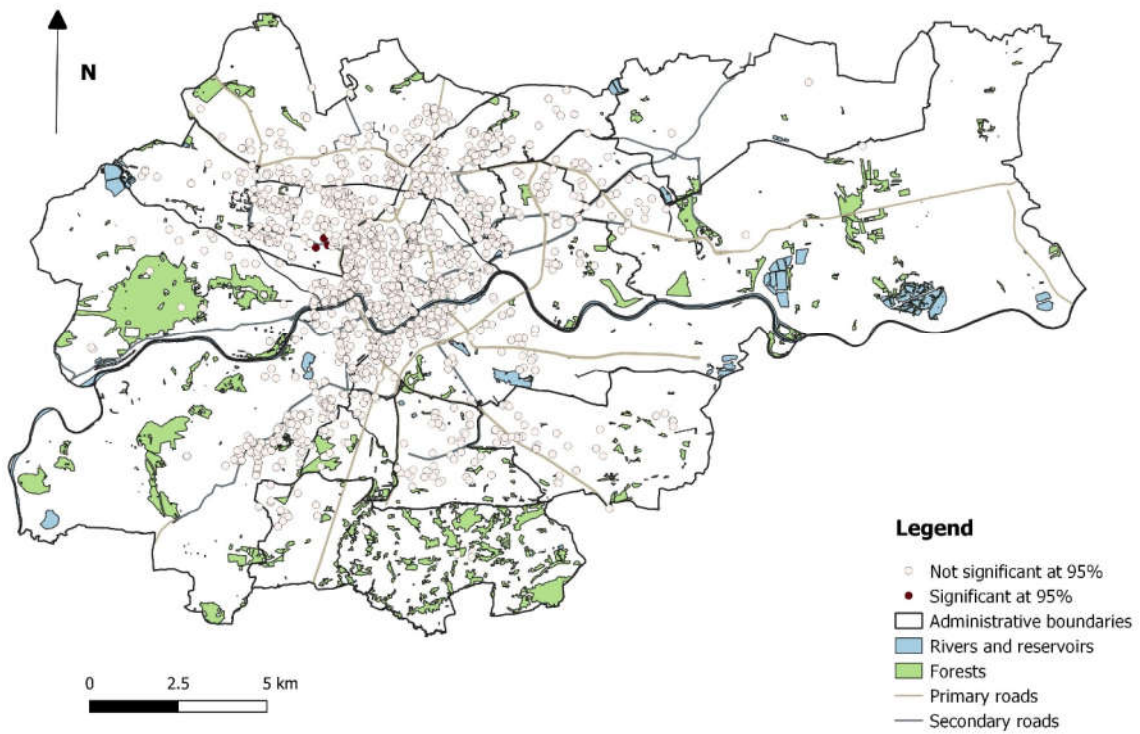 N
Legend
Not significant at 95%
Significant at 95%
Administrative boundaries
Rivers and reservoirs
Forests
Primary roads
Secondary roads
0 2.5 5 km